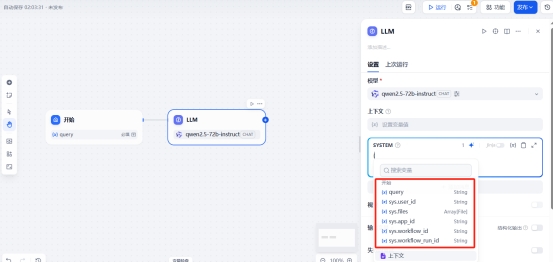 自动保存 02:03:31 · 未发布
运行
功能
发布
开始
query
必填
LLM
qwen2.5-72b-instruct CHAT
100%
LLM
设置
上次运行
模型 *
qwen2.5-72b-instruct CHAT
上下文
{x} 设置变量值
SYSTEM
{x}
搜索变量
开始
{x} query String
{x} sys.user_id String
{x} sys.files Array[File]
{x} sys.app_id String
{x} sys.workflow_id String
{x} sys.workflow_run_id String
上下文
结构化输出